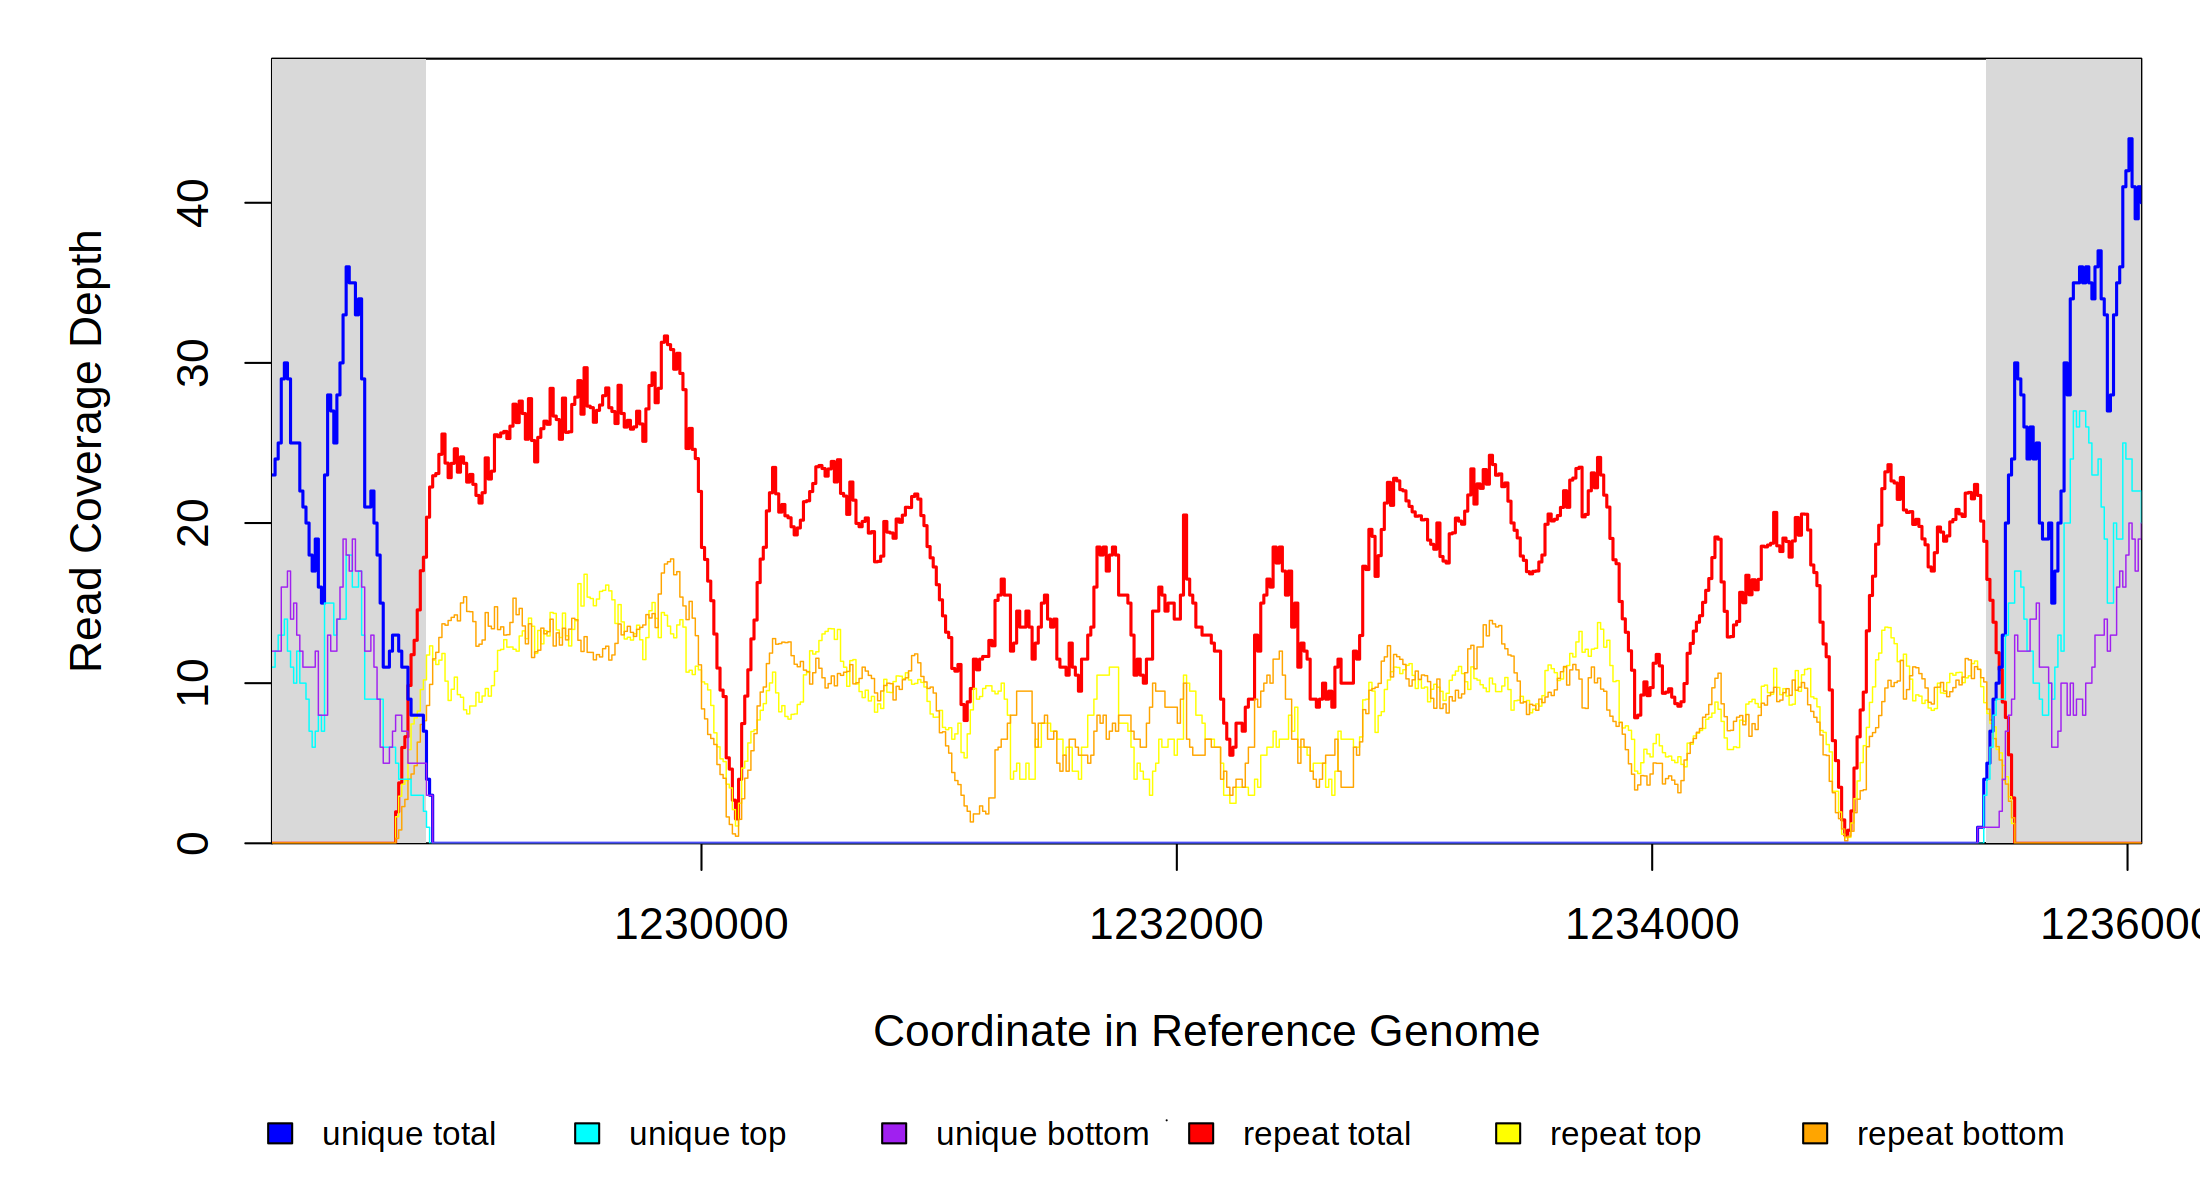 Read Coverage Depth
40
30
20
10
0
1230000 1232000 1234000 123600
Coordinate in Reference Genome
unique total unique top unique bottom repeat total repeat top repeat bottom